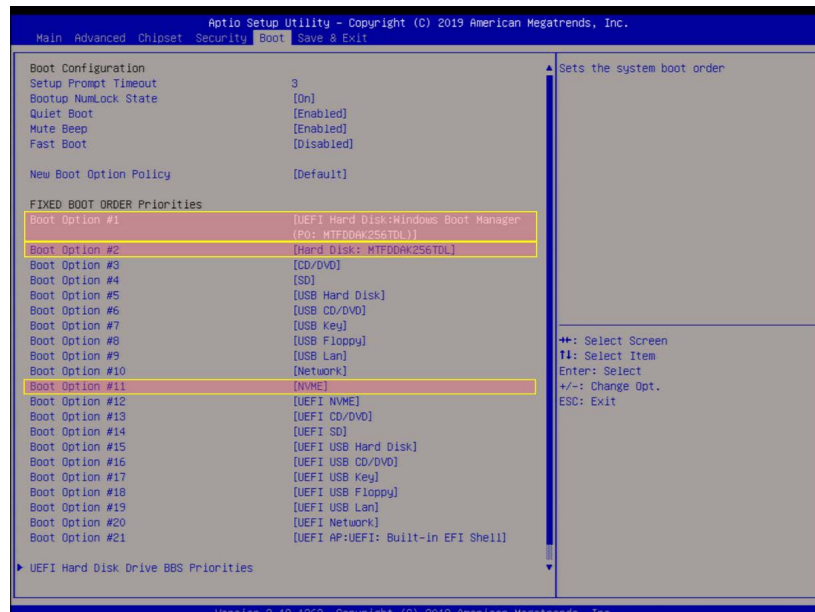 Aptio Setup Utility – Copyright (C) 2019 American Megatrends, Inc.
Main Advanced Chipset Security Boot Save & Exit
Boot Configuration
Setup Prompt Timeout 3
Bootup NumLock State [On]
Quiet Boot [Enabled]
Mute Beep [Enabled]
Fast Boot [Disabled]
New Boot Option Policy [Default]
FIXED BOOT ORDER Priorities
Boot Option #1 [UEFI Hard Disk:Windows Boot Manager
(P0: MTFDDAK256TDL)]
Boot Option #2 [Hard Disk: MTFDDAK256TDL]
Boot Option #3 [CD/DVD]
Boot Option #4 [SD]
Boot Option #5 [USB Hard Disk]
Boot Option #6 [USB CD/DVD]
Boot Option #7 [USB Key]
Boot Option #8 [USB Floppy]
Boot Option #9 [USB Lan]
Boot Option #10 [Network]
Boot Option #11 [NVME]
Boot Option #12 [UEFI NVME]
Boot Option #13 [UEFI CD/DVD]
Boot Option #14 [UEFI SD]
Boot Option #15 [UEFI USB Hard Disk]
Boot Option #16 [UEFI USB CD/DVD]
Boot Option #17 [UEFI USB Key]
Boot Option #18 [UEFI USB Floppy]
Boot Option #19 [UEFI USB Lan]
Boot Option #20 [UEFI Network]
Boot Option #21 [UEFI AP:UEFI: Built-in EFI Shell]
UEFI Hard Disk Drive BBS Priorities
Sets the system boot order
→←: Select Screen
↑↓: Select Item
Enter: Select
+/-: Change Opt.
ESC: Exit
Copyright (C) 2019 American Megatrends, Inc.